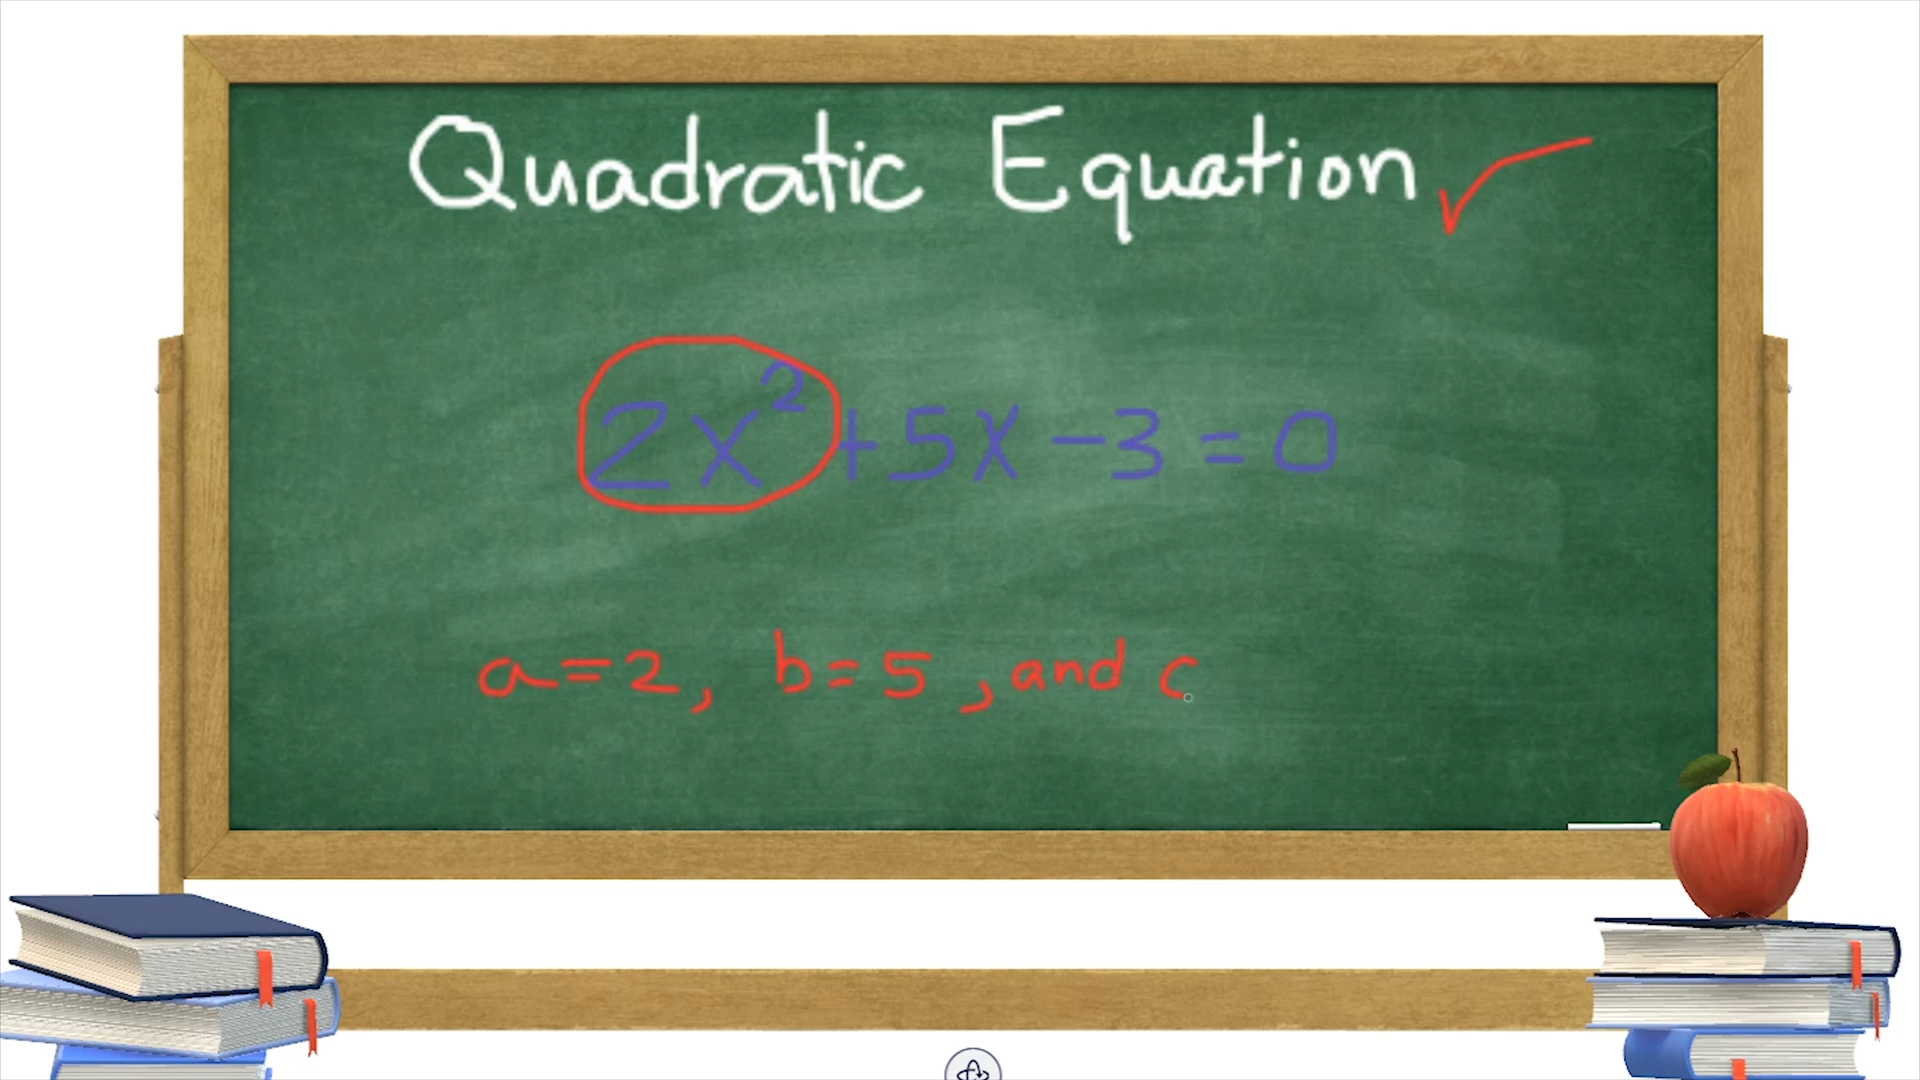 Quadratic Equation
2x²+5x-3=0
a=2, b=5, and c